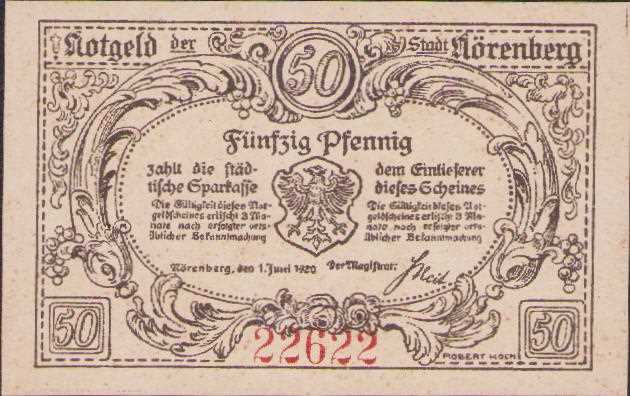 Notgeld der 50 Stadt Nörenberg
Fünfzig Pfennig
zahlt die städ-
tische Sparkasse
Die Gültigkeit dieses Not-
geldscheines erlischt 3 Mo-
nate nach erfolgter orts-
üblicher Bekanntmachung
dem Einlieferer
dieses Scheines
Die Gültigkeit dieses Not-
geldscheines erlischt 3 Mo-
nate nach erfolgter orts-
üblicher Bekanntmachung
Nörenberg, den 1. Juni 1920 Der Magistrat:
50
22622
50
ROBERT KOCH